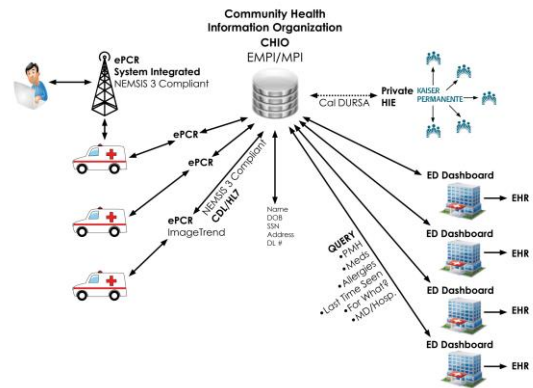 Community Health
Information Organization
CHIO
EMPI/MPI
ePCR
System Integrated
NEMSIS 3 Compliant
Cal DURSA
Private
HIE
KAISER
PERMANENTE
ePCR
ePCR
NEMSIS 3 Compliant
CDL/HL7
ePCR
ImageTrend
Name
DOB
SSN
Address
DL #
QUERY
•PMH
•Meds
•Allergies
•Last Time Seen
•For What?
•MD/Hosp.
ED Dashboard
EHR
ED Dashboard
EHR
ED Dashboard
EHR
ED Dashboard
EHR